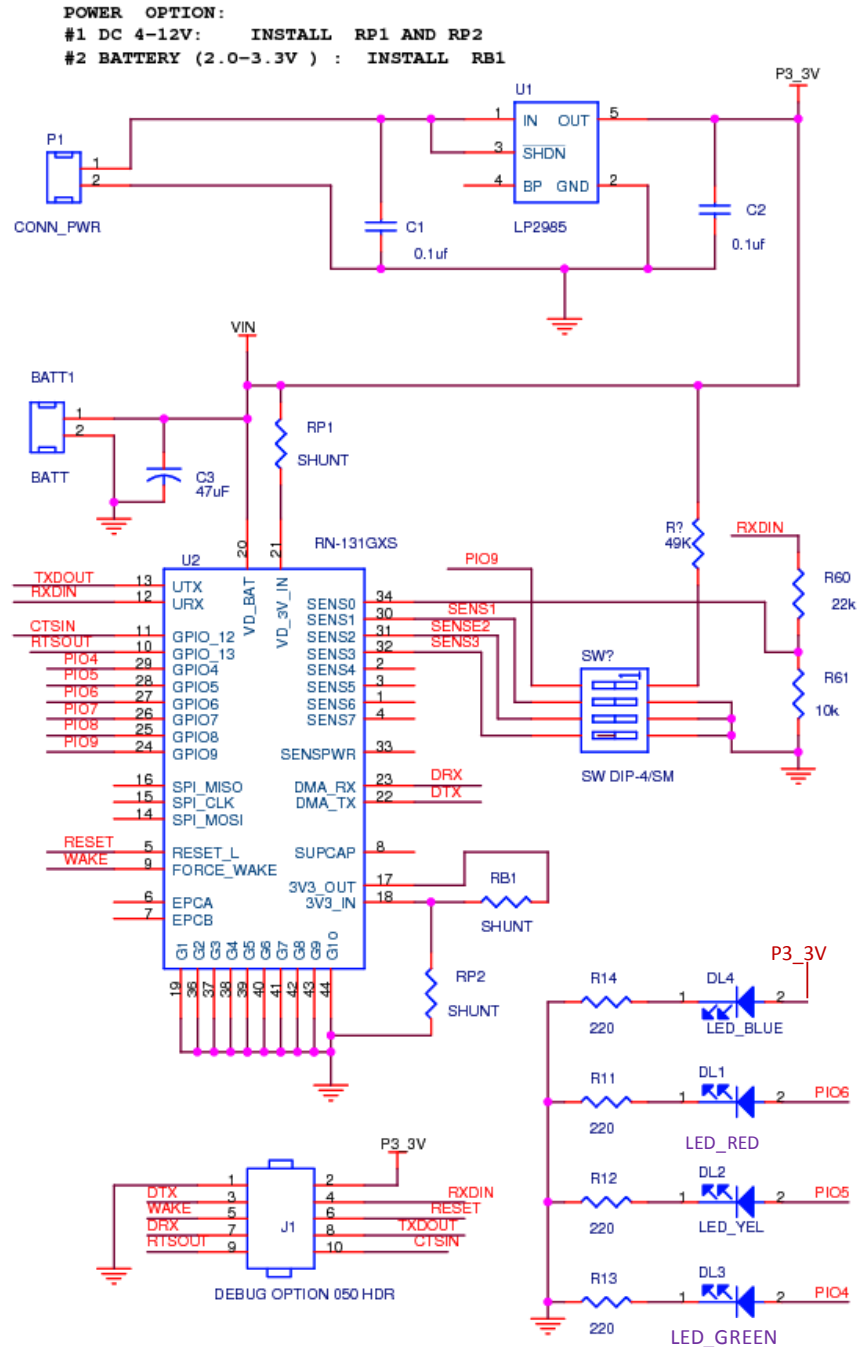 POWER OPTION:
#1 DC 4-12V: INSTALL RP1 AND RP2
#2 BATTERY (2.0-3.3V ) : INSTALL RB1
P3_3V
U1
1 IN OUT 5
3 SHDN
4 BP GND 2
LP2985
P1
1
2
CONN_PWR
C1
0.1uf
C2
0.1uf
VIN
BATT1
1
2
BATT
C3
47uF
RP1
SHUNT
20
21
RN-131GXS
U2
VD_BAT
VD_3V_IN
TXDOUT 13 UTX
RXDIN 12 URX
CTSIN 11 GPIO_12
RTSOUT 10 GPIO_13
PIO4 29 GPIO4
PIO5 28 GPIO5
PIO6 27 GPIO6
PIO7 26 GPIO7
PIO8 25 GPIO8
PIO9 24 GPIO9
16 SPI_MISO
15 SPI_CLK
14 SPI_MOSI
RESET 5 RESET_L
WAKE 9 FORCE_WAKE
6 EPCA
7 EPCB
SENS0 34
SENS1 30 SENS1
SENS2 31 SENSE2
SENS3 32 SENS3
SENS4 2
SENS5 3
SENS6 1
SENS7 4
SENSPWR 33
DMA_RX 23 DRX
DMA_TX 22 DTX
SUPCAP 8
3V3_OUT 17
3V3_IN 18
G1 G2 G3 G4 G5 G6 G7 G8 G9 G10
19 36 37 38 39 40 41 42 43 44
RB1
SHUNT
RP2
SHUNT
PIO9
R?
49K
RXDIN
R60
22k
R61
10k
SW?
SW DIP-4/SM
P3_3V
R14 1 DL4 2
220 LED_BLUE
R11 1 DL1 2 PIO6
220 LED_RED
R12 1 DL2 2 PIO5
220 LED_YEL
R13 1 DL3 2 PIO4
220 LED_GREEN
P3_3V
1 2
DTX 3 4 RXDIN
WAKE 5 6 RESET
DRX 7 8 TXDOUT
RTSOUT 9 10 CTSIN
J1
DEBUG OPTION 050 HDR